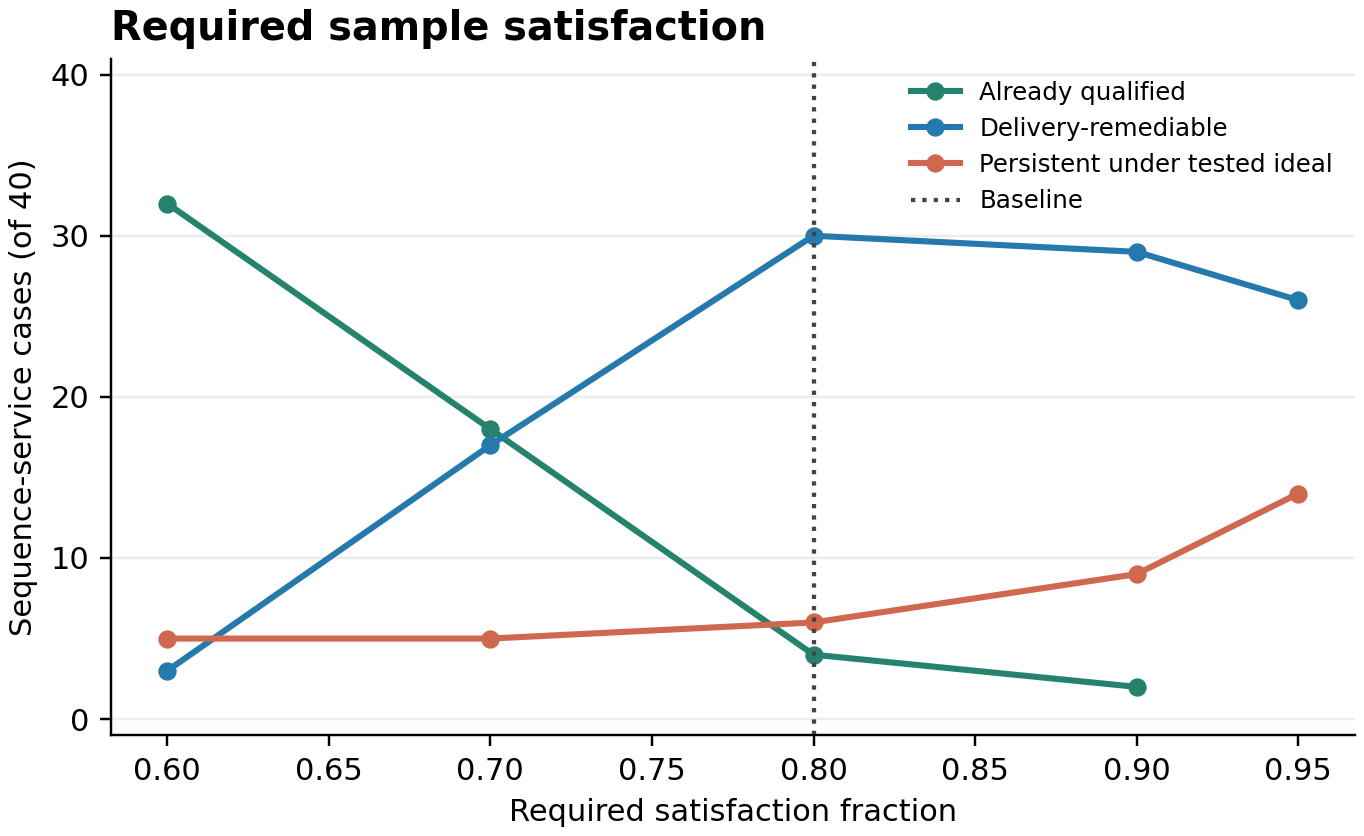 Required sample satisfaction
Already qualified
Delivery-remediable
Persistent under tested ideal
Baseline
Sequence-service cases (of 40)
40
30
20
10
0
0.60 0.65 0.70 0.75 0.80 0.85 0.90 0.95
Required satisfaction fraction